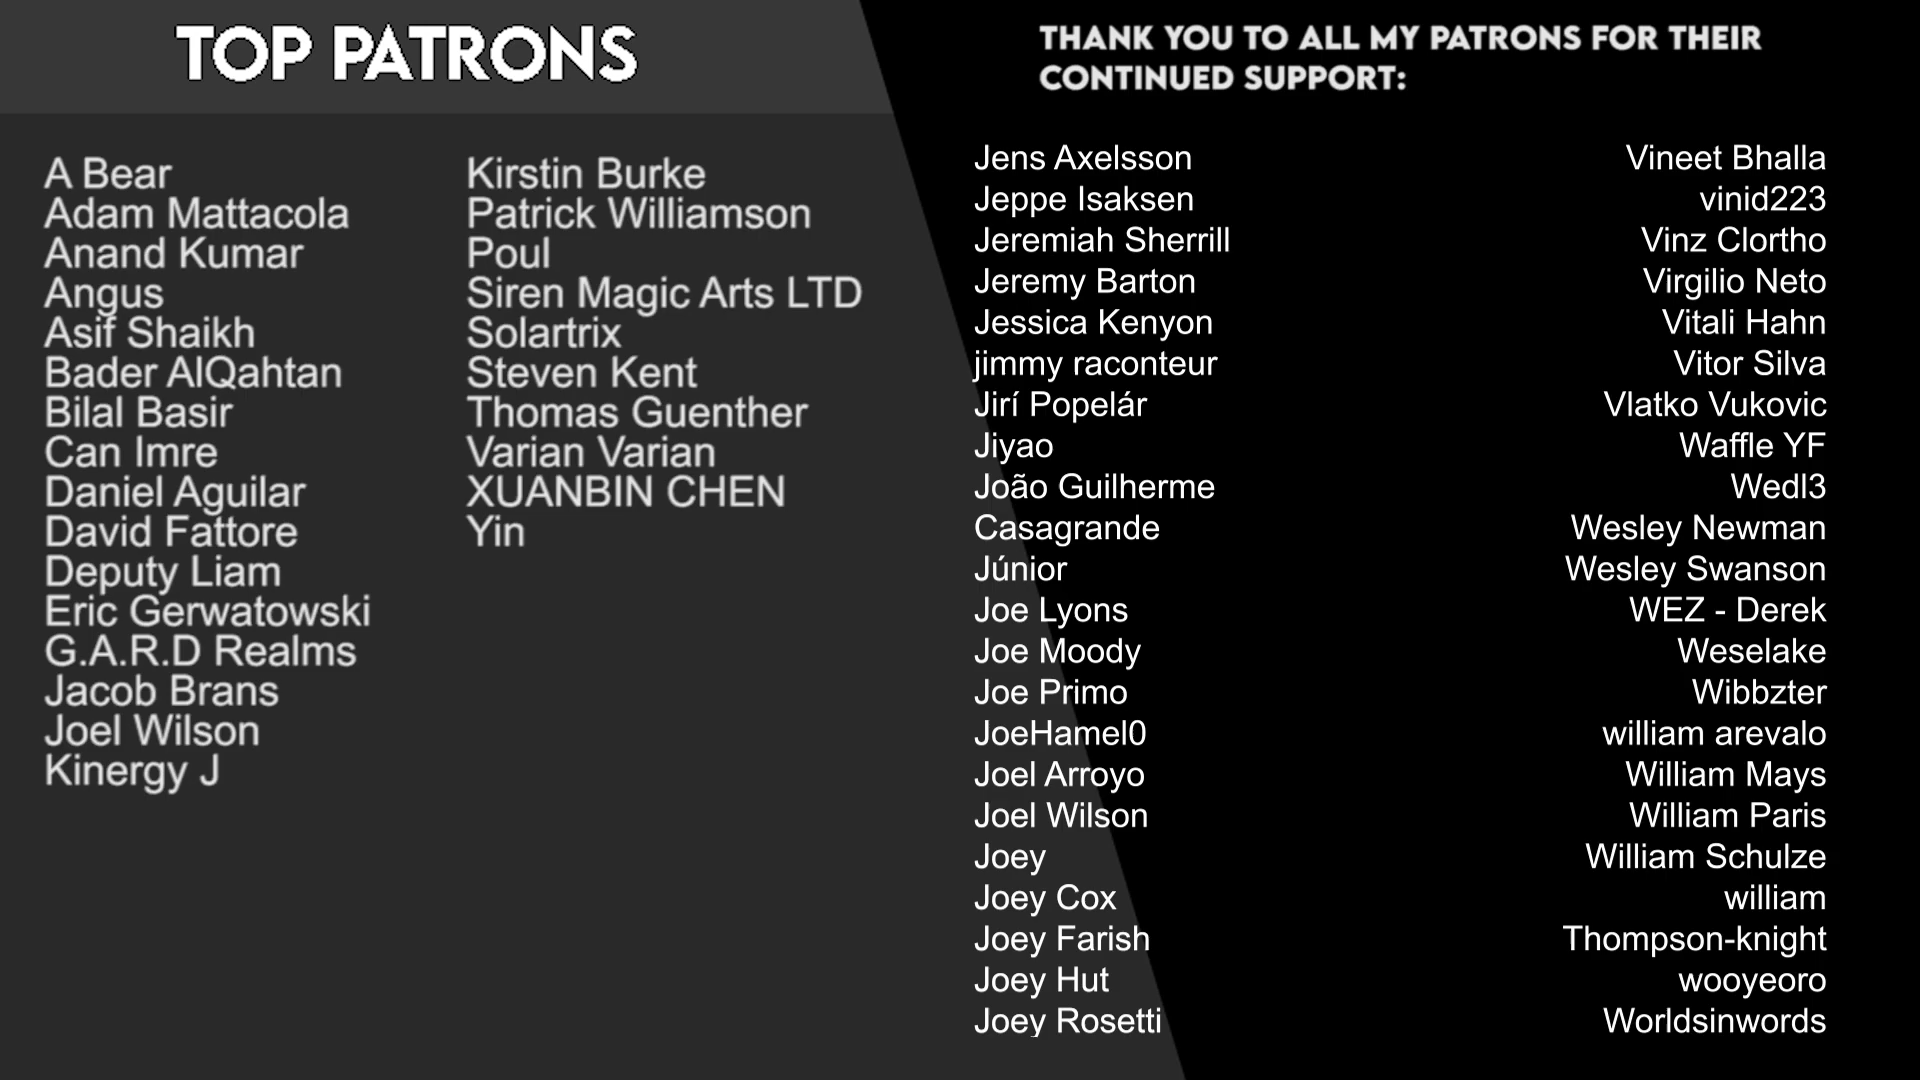 TOP PATRONS
A Bear
Adam Mattacola
Anand Kumar
Angus
Asif Shaikh
Bader AlQahtan
Bilal Basir
Can Imre
Daniel Aguilar
David Fattore
Deputy Liam
Eric Gerwatowski
G.A.R.D Realms
Jacob Brans
Joel Wilson
Kinergy J
Kirstin Burke
Patrick Williamson
Poul
Siren Magic Arts LTD
Solartrix
Steven Kent
Thomas Guenther
Varian Varian
XUANBIN CHEN
Yin
THANK YOU TO ALL MY PATRONS FOR THEIR
CONTINUED SUPPORT:
Jens Axelsson
Jeppe Isaksen
Jeremiah Sherrill
Jeremy Barton
Jessica Kenyon
jimmy raconteur
Jirí Popelár
Jiyao
João Guilherme
Casagrande
Júnior
Joe Lyons
Joe Moody
Joe Primo
JoeHamel0
Joel Arroyo
Joel Wilson
Joey
Joey Cox
Joey Farish
Joey Hut
Joey Rosetti
Vineet Bhalla
vinid223
Vinz Clortho
Virgilio Neto
Vitali Hahn
Vitor Silva
Vlatko Vukovic
Waffle YF
Wedl3
Wesley Newman
Wesley Swanson
WEZ - Derek
Weselake
Wibbzter
william arevalo
William Mays
William Paris
William Schulze
william
Thompson-knight
wooyeoro
Worldsinwords